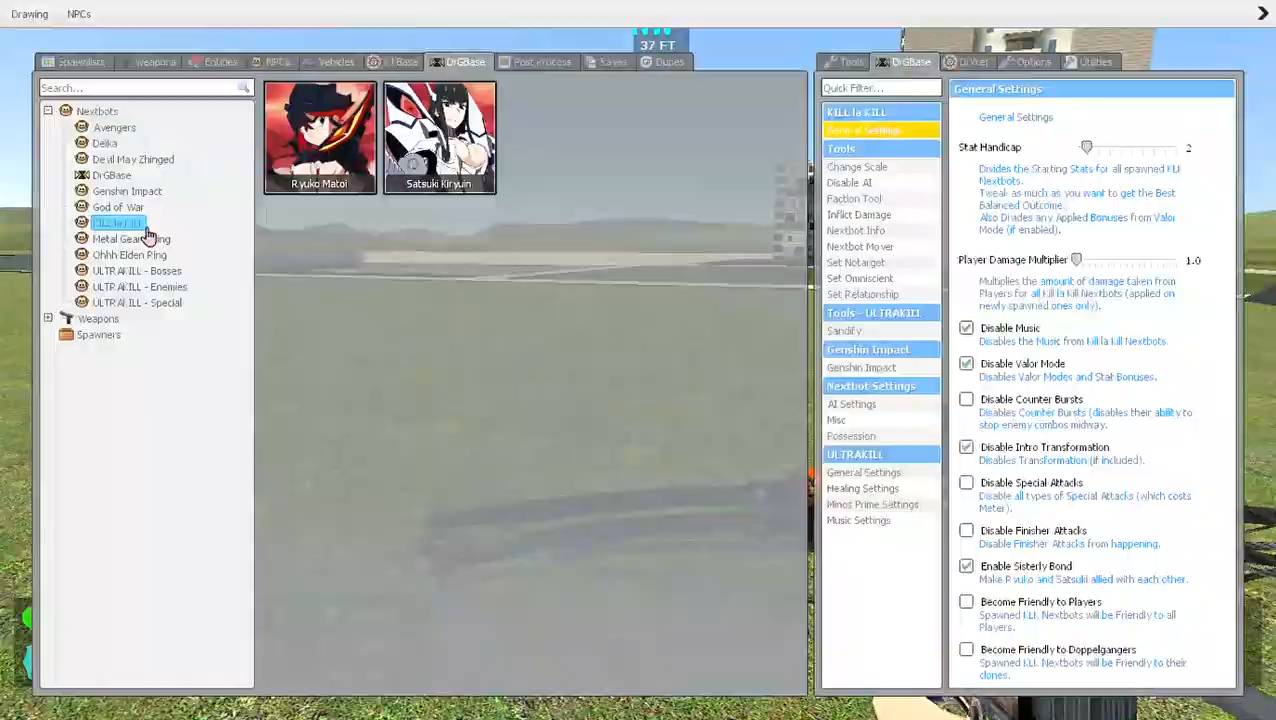 Drawing NPCs
37 FT
Spawnlists Weapons Entities NPCs Vehicles Base DrGBase Post Process Saves Dupes
Search...
Nextbots
Avengers
Delka
Devil May Zhinged
DrGBase
Genshin Impact
God of War
KILL la KILL
Metal Gear
Ohhh Elden Ring
ULTRAKILL - Bosses
ULTRAKILL - Enemies
ULTRAKILL - Special
Weapons
Spawners
Ryuko Matoi Satsuki Kiryuin
Tools DrGBase Options Utilities
Quick Filter...
KILL la KILL
General Settings
Tools
Change Scale
Disable AI
Faction Tool
Inflict Damage
Nextbot Info
Nextbot Mover
Set Notarget
Set Omniscient
Set Relationship
Tools - ULTRAKILL
Sandify
Genshin Impact
Genshin Impact
Nextbot Settings
AI Settings
Misc
Possession
ULTRAKILL
General Settings
Healing Settings
Minos Prime Settings
Music Settings
General Settings
General Settings
Stat Handicap 2
Divides the Starting Stats for all spawned KLK
Nextbots.
Tweak as much as you want to get the Best
Balanced Outcome.
Also Divides any Applied Bonuses from Valor
Mode (if enabled).
Player Damage Multiplier 1.0
Multiplies the amount of damage taken from
Players for all Kill la Kill Nextbots (applied on
newly spawned ones only).
Disable Music
Disables the Music from Kill la Kill Nextbots.
Disable Valor Mode
Disables Valor Modes and Stat Bonuses.
Disable Counter Bursts
Disables Counter Bursts (disables their ability to
stop enemy combos midway.
Disable Intro Transformation
Disables Transformation (if included).
Disable Special Attacks
Disable all types of Special Attacks (which costs
Meter).
Disable Finisher Attacks
Disable Finisher Attacks from happening.
Enable Sisterly Bond
Make Ryuko and Satsuki allied with each other.
Become Friendly to Players
Spawned KLK Nextbots will be Friendly to all
Players.
Become Friendly to Doppelgangers
Spawned KLK Nextbots will be Friendly to their
clones.